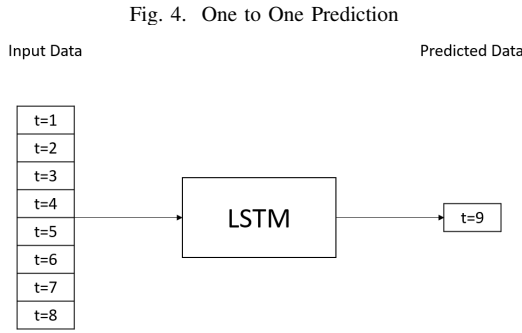 Fig. 4. One to One Prediction
Input Data
Predicted Data
t=1
t=2
t=3
t=4
t=5
t=6
t=7
t=8
LSTM
t=9